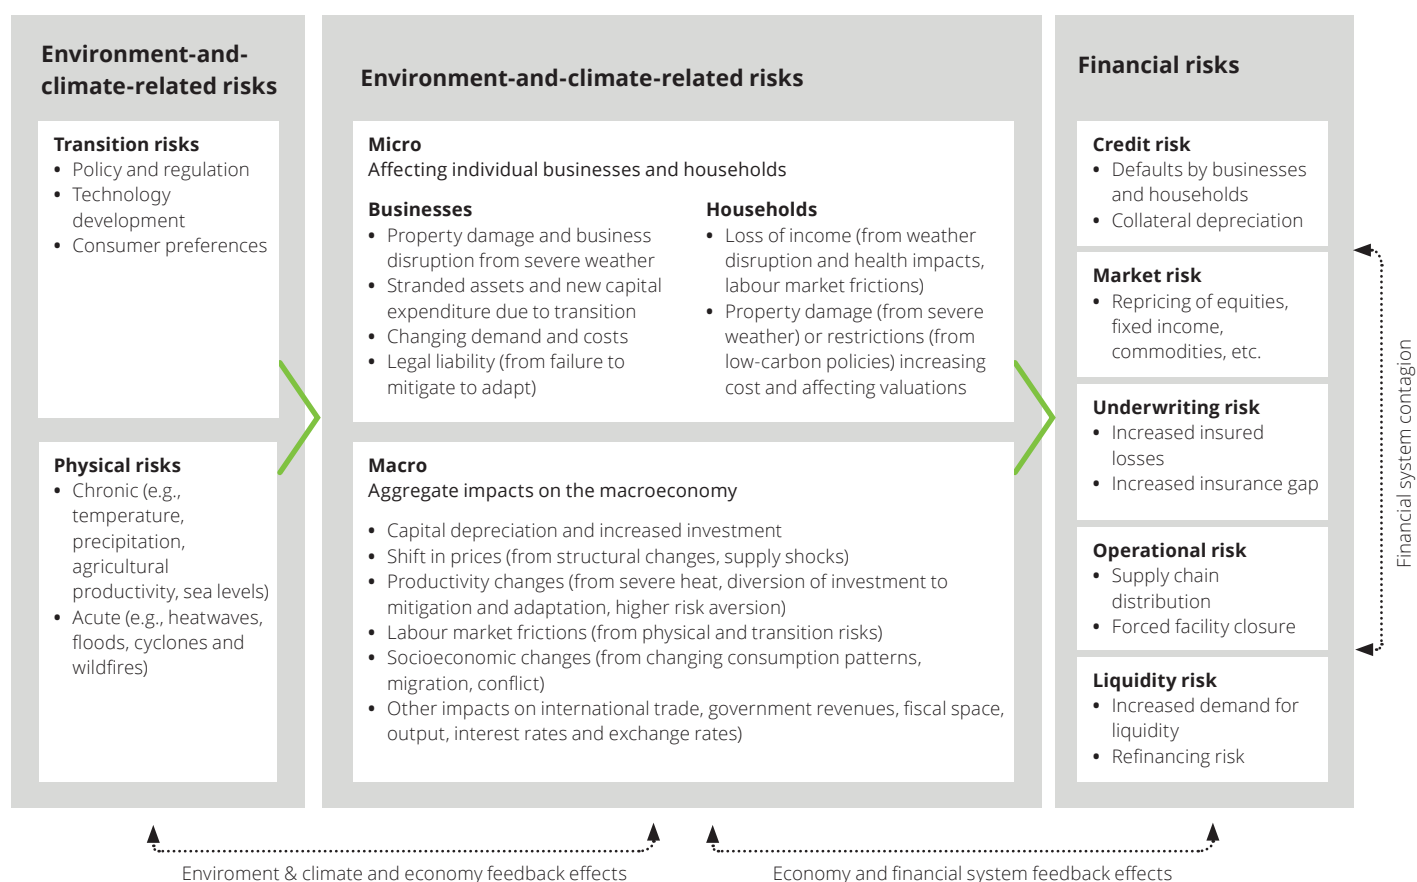 Environment-and-
climate-related risks
Transition risks
• Policy and regulation
• Technology
development
• Consumer preferences
Physical risks
• Chronic (e.g.,
temperature,
precipitation,
agricultural
productivity, sea levels)
• Acute (e.g., heatwaves,
floods, cyclones and
wildfires)
Environment-and-climate-related risks
Micro
Affecting individual businesses and households
Businesses
• Property damage and business
disruption from severe weather
• Stranded assets and new capital
expenditure due to transition
• Changing demand and costs
• Legal liability (from failure to
mitigate to adapt)
Households
• Loss of income (from weather
disruption and health impacts,
labour market frictions)
• Property damage (from severe
weather) or restrictions (from
low-carbon policies) increasing
cost and affecting valuations
Macro
Aggregate impacts on the macroeconomy
• Capital depreciation and increased investment
• Shift in prices (from structural changes, supply shocks)
• Productivity changes (from severe heat, diversion of investment to
mitigation and adaptation, higher risk aversion)
• Labour market frictions (from physical and transition risks)
• Socioeconomic changes (from changing consumption patterns,
migration, conflict)
• Other impacts on international trade, government revenues, fiscal space,
output, interest rates and exchange rates)
Financial risks
Credit risk
• Defaults by businesses
and households
• Collateral depreciation
Market risk
• Repricing of equities,
fixed income,
commodities, etc.
Underwriting risk
• Increased insured
losses
• Increased insurance gap
Operational risk
• Supply chain
distribution
• Forced facility closure
Liquidity risk
• Increased demand for
liquidity
• Refinancing risk
Financial system contagion
Enviroment & climate and economy feedback effects
Economy and financial system feedback effects